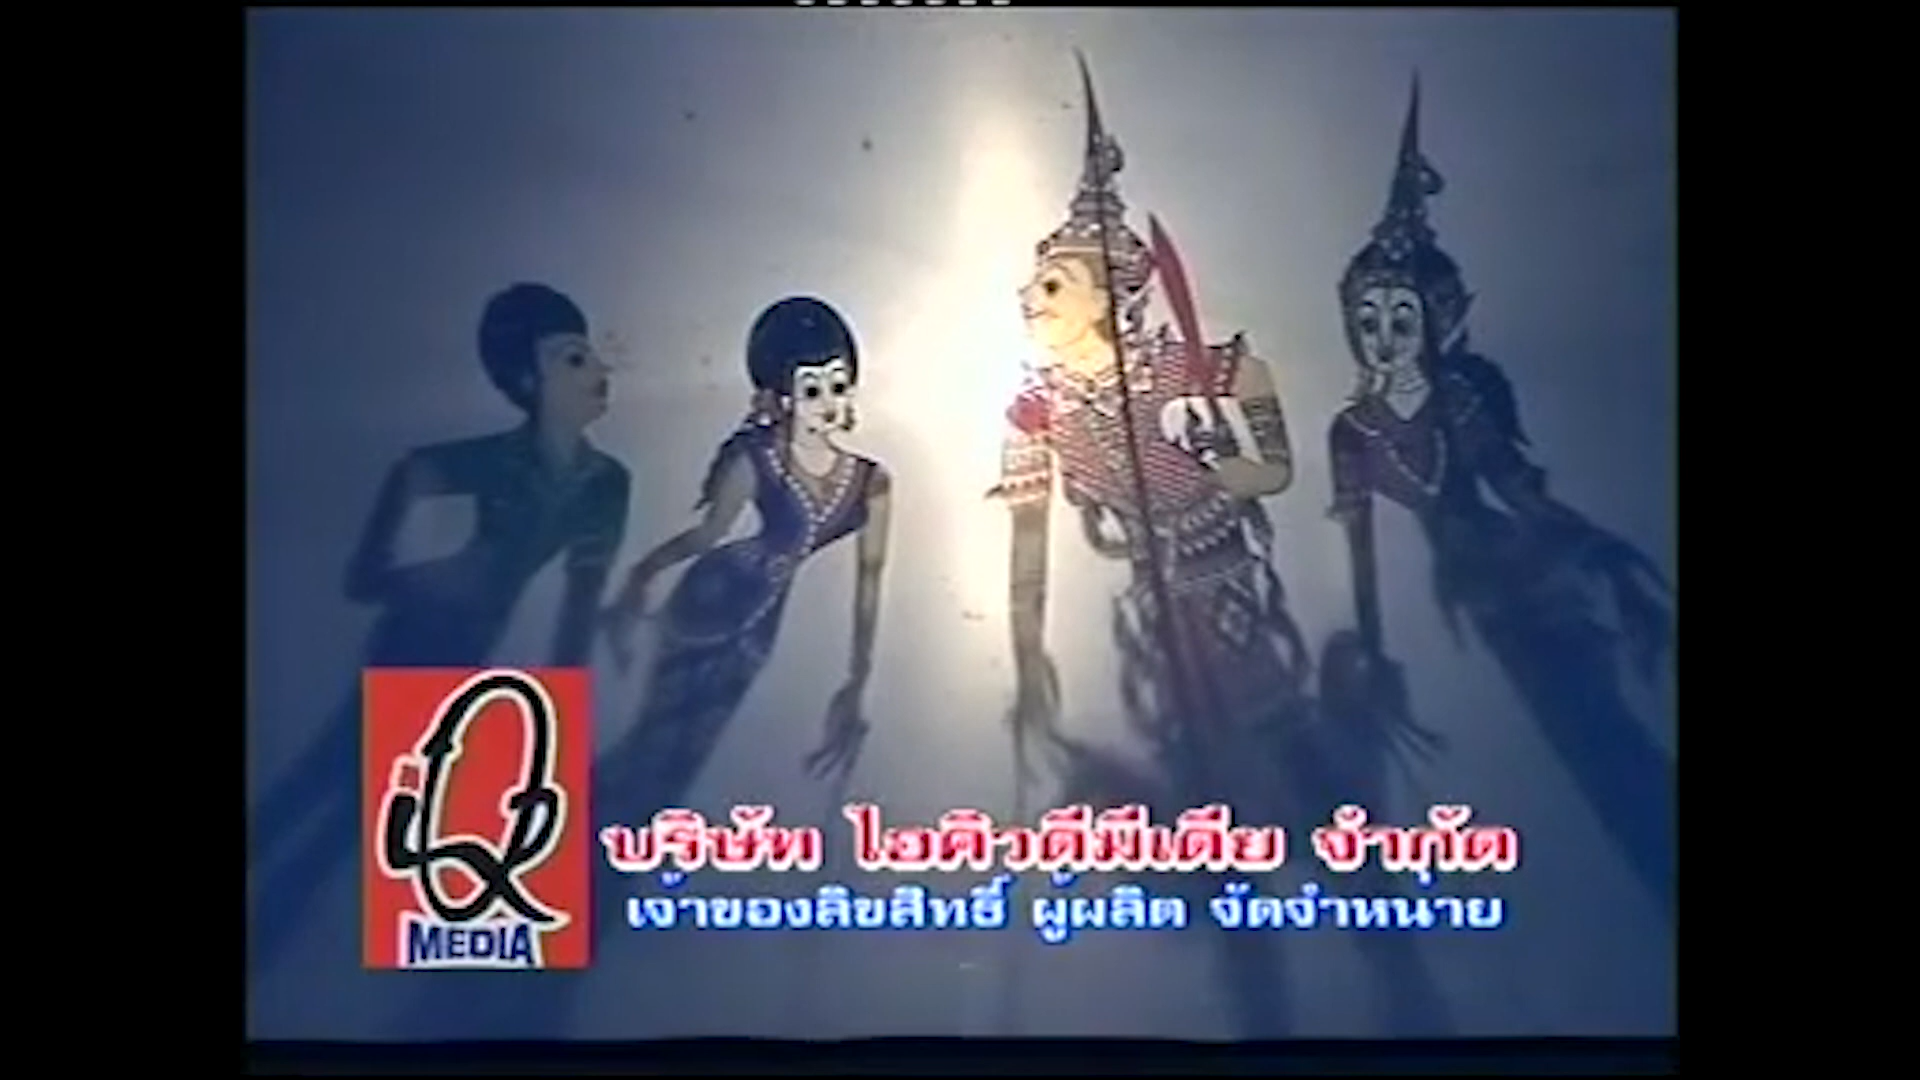 บริษัท ไอคิวดีมีเดีย จำกัด
เจ้าของลิขสิทธิ์ ผู้ผลิต จัดจำหน่าย
MEDIA